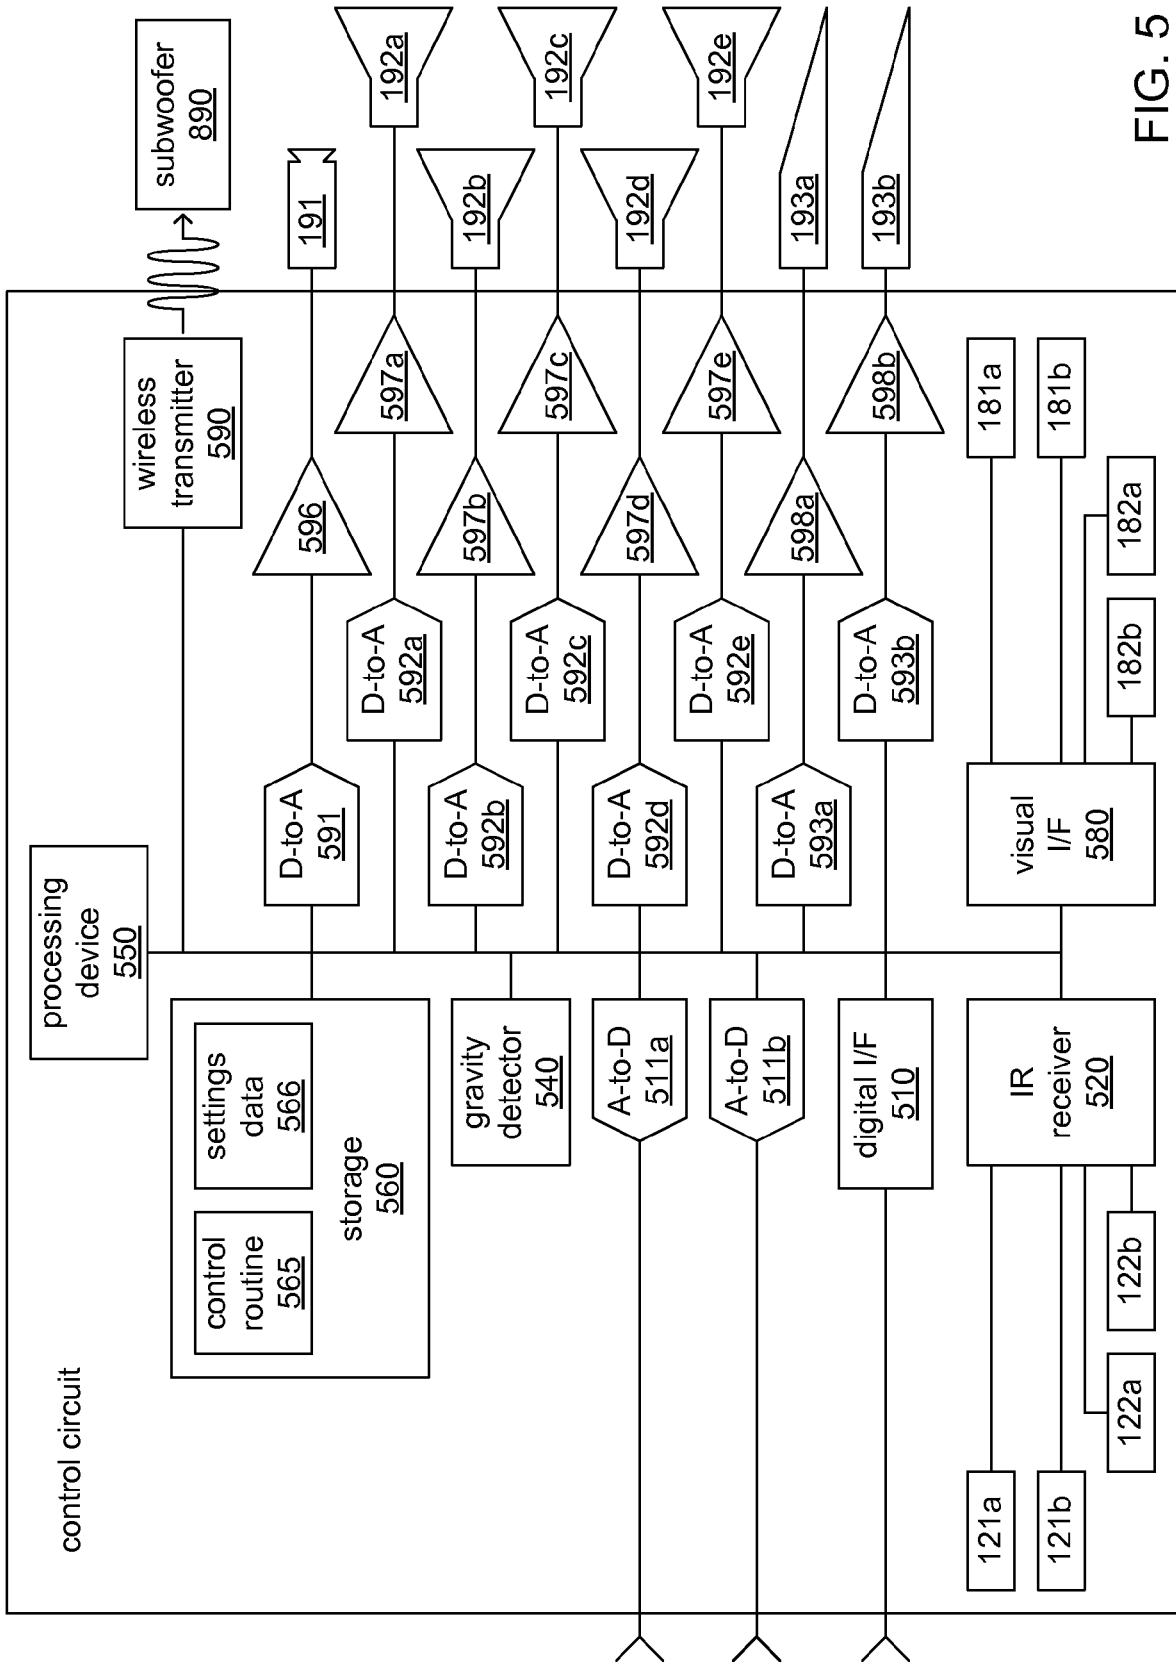 control circuit
control
routine
565
settings
data
566
storage
560
processing
device
550
wireless
transmitter
590
subwoofer
890
D-to-A
591
596
191
D-to-A
592a
597a
192a
D-to-A
592b
597b
192b
D-to-A
592c
597c
192c
D-to-A
592d
597d
192d
D-to-A
592e
597e
192e
D-to-A
593a
598a
193a
D-to-A
593b
598b
193b
gravity
detector
540
A-to-D
511a
A-to-D
511b
digital I/F
510
IR
receiver
520
121a
121b
122a
122b
visual
I/F
580
181a
181b
182a
182b
FIG. 5